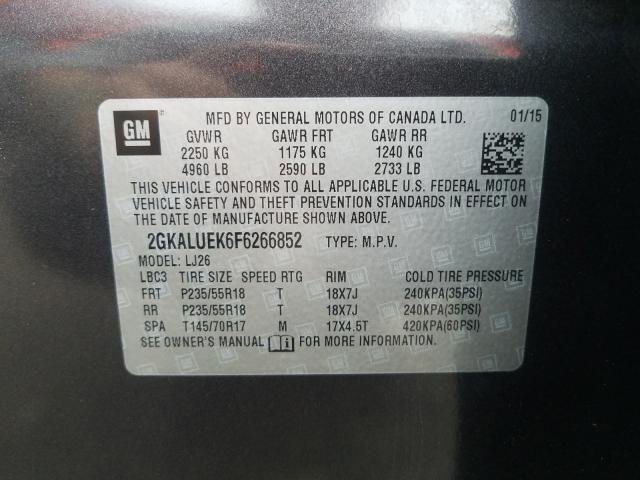 GM
MFD BY GENERAL MOTORS OF CANADA LTD. 01/15
GVWR GAWR FRT GAWR RR
2250 KG 1175 KG 1240 KG
4960 LB 2590 LB 2733 LB
THIS VEHICLE CONFORMS TO ALL APPLICABLE U.S. FEDERAL MOTOR
VEHICLE SAFETY AND THEFT PREVENTION STANDARDS IN EFFECT ON
THE DATE OF MANUFACTURE SHOWN ABOVE.
2GKALUEK6F6266852 TYPE: M.P.V.
MODEL: LJ26
LBC3 TIRE SIZE SPEED RTG RIM COLD TIRE PRESSURE
FRT P235/55R18 T 18X7J 240KPA(35PSI)
RR P235/55R18 T 18X7J 240KPA(35PSI)
SPA T145/70R17 M 17X4.5T 420KPA(60PSI)
SEE OWNER'S MANUAL i FOR MORE INFORMATION.